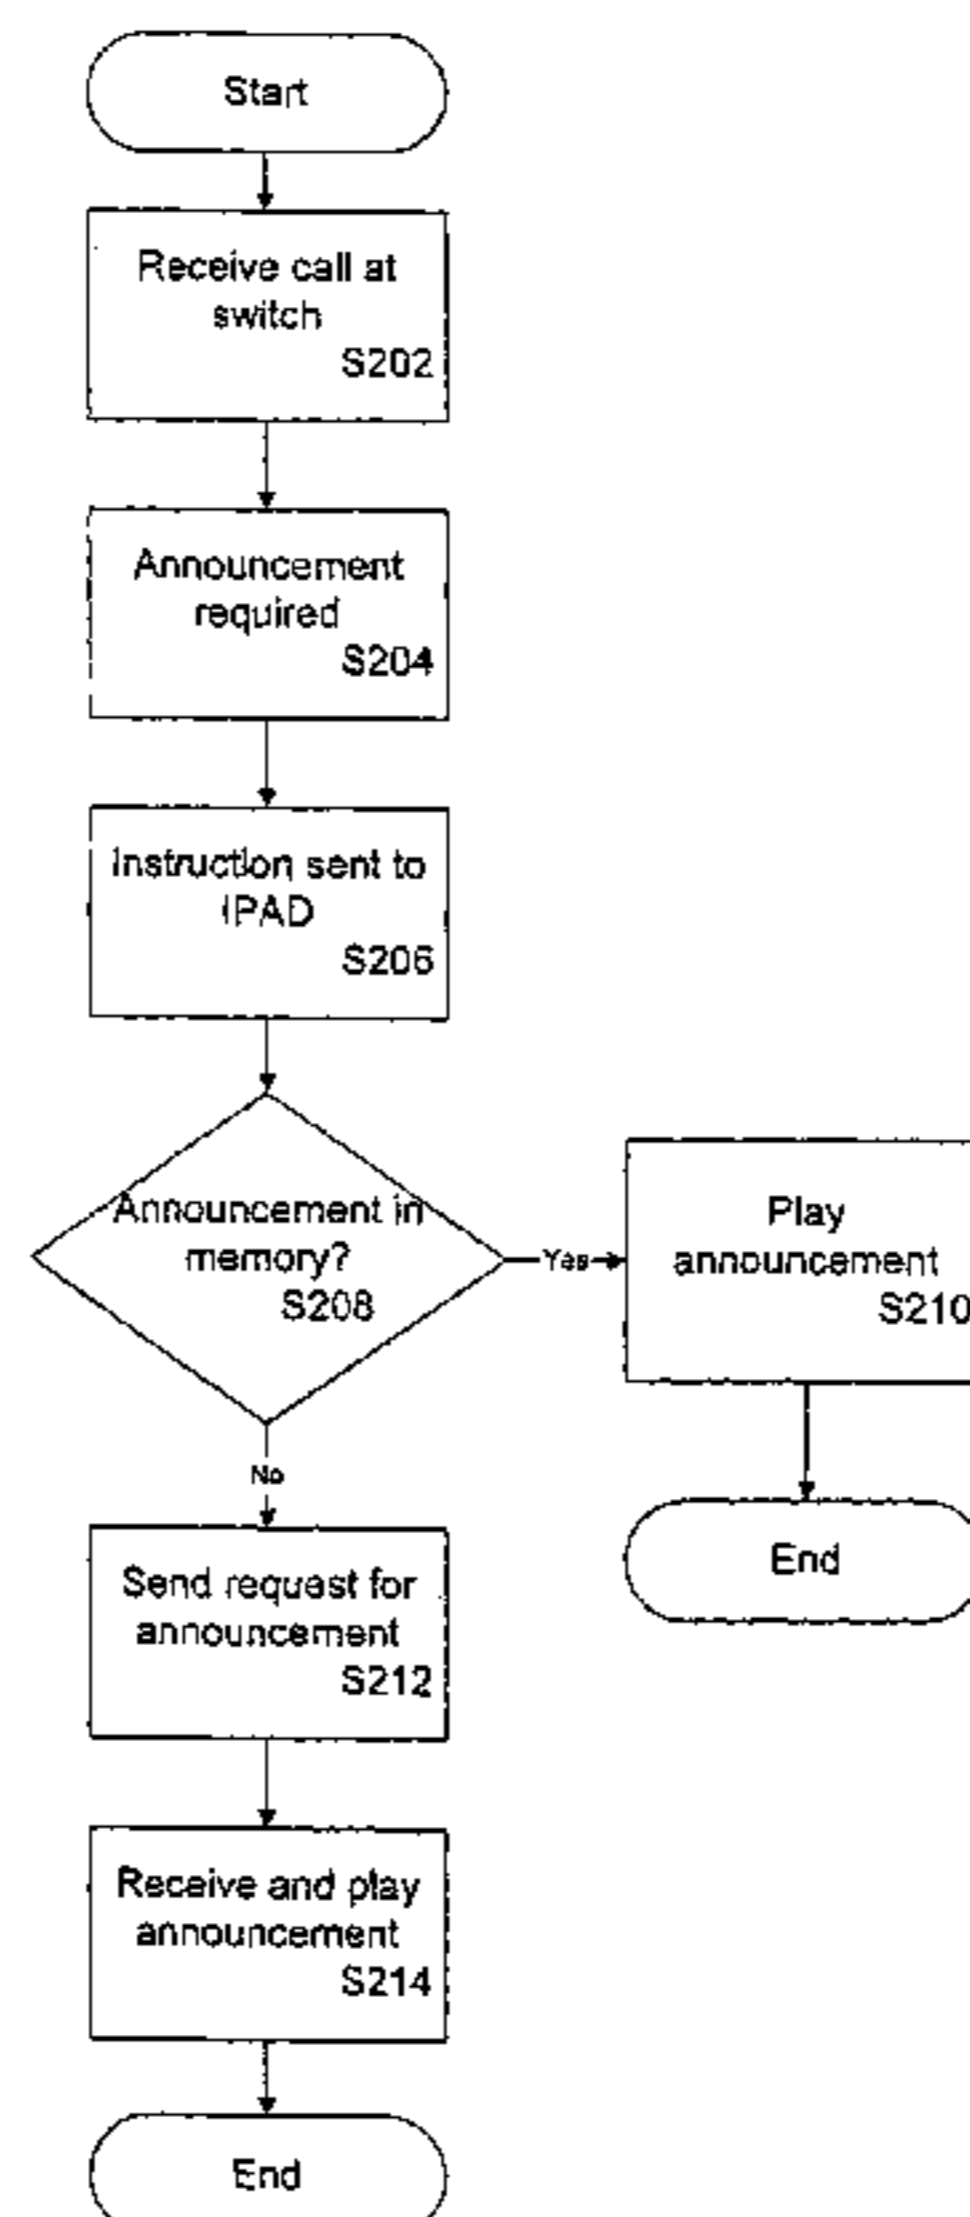 Start
Receive call at
switch
S202
Announcement
required
S204
Instruction sent to
IPAD
S206
Announcement in
memory?
S208
Yes
Play
announcement
S210
End
No
Send request for
announcement
S212
Receive and play
announcement
S214
End